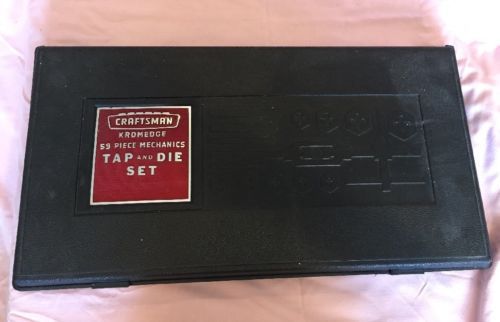 CRAFTSMAN
KROMEDGE
59 PIECE MECHANICS
TAP AND DIE
SET